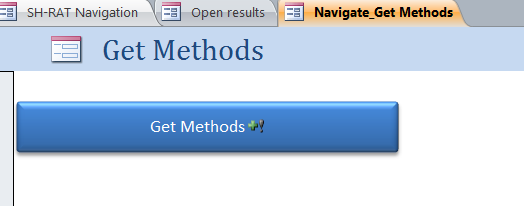 SH-RAT Navigation
Open results
Navigate_Get Methods
Get Methods
Get Methods